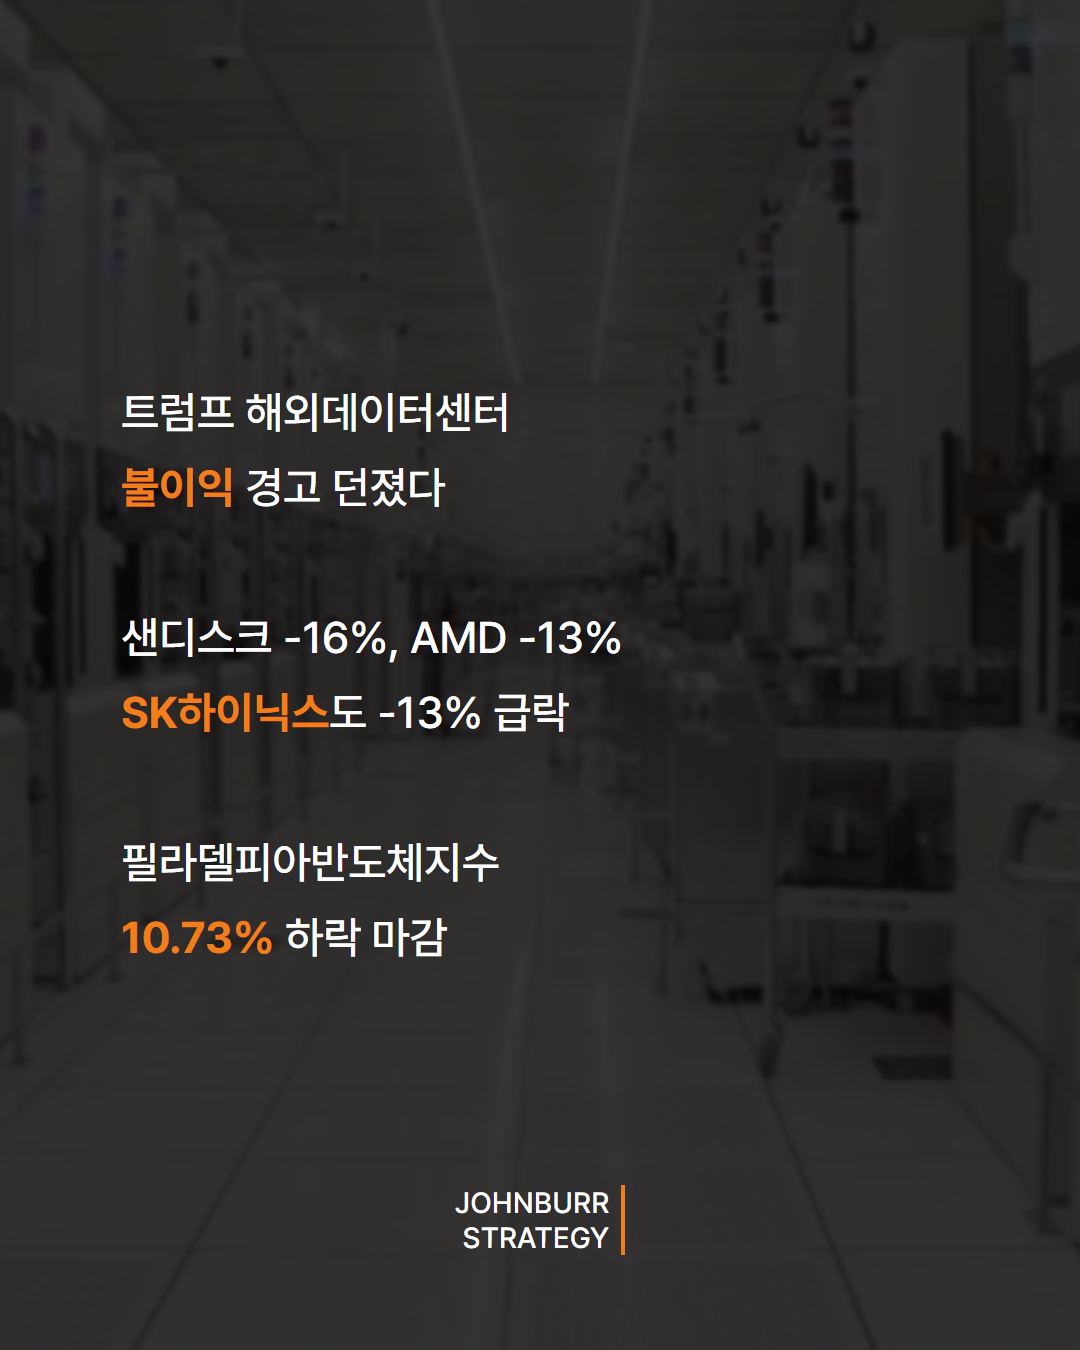 트럼프 해외데이터센터
불이익 경고 던졌다
샌디스크 -16%, AMD -13%
SK하이닉스도 -13% 급락
필라델피아반도체지수
10.73% 하락 마감
JOHNBURR
STRATEGY